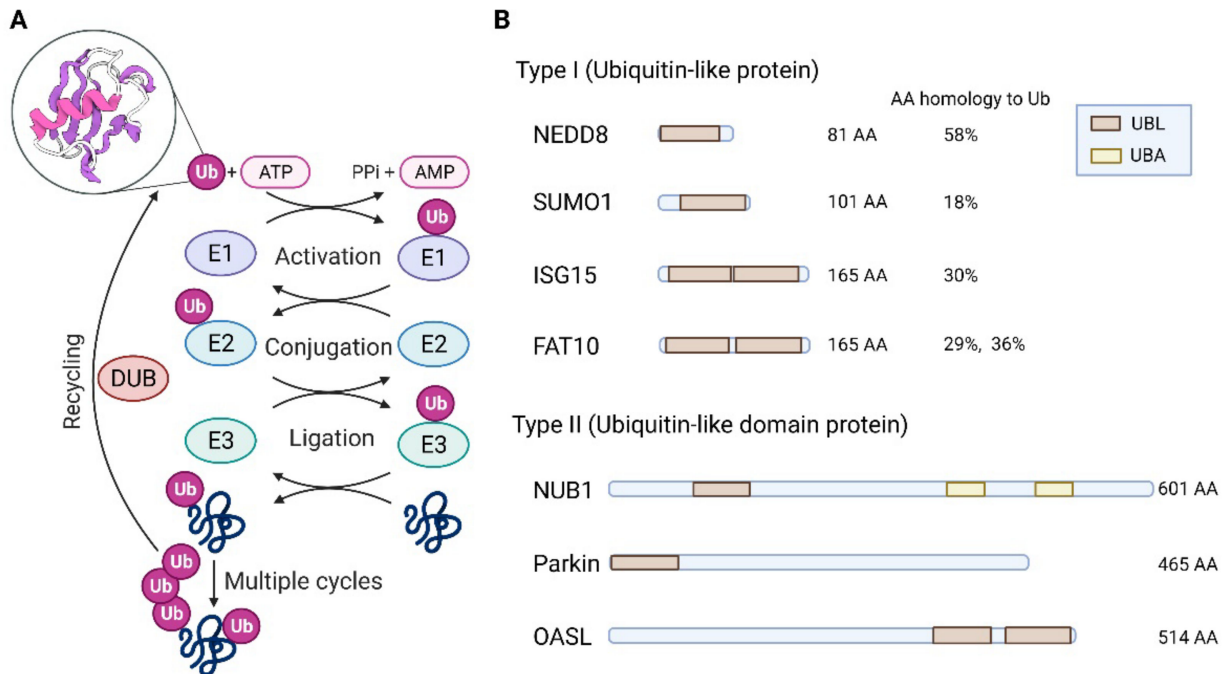 A
Ub + ATP
PPi + AMP
Ub
E1
Activation
E1
Ub
E2
Conjugation
E2
Ub
E3
Ligation
E3
Ub
Multiple cycles
Ub
Ub
Ub
Ub
DUB
Recycling
B
Type I (Ubiquitin-like protein)
AA homology to Ub
NEDD8 81 AA 58%
SUMO1 101 AA 18%
ISG15 165 AA 30%
FAT10 165 AA 29%, 36%
UBL
UBA
Type II (Ubiquitin-like domain protein)
NUB1 601 AA
Parkin 465 AA
OASL 514 AA